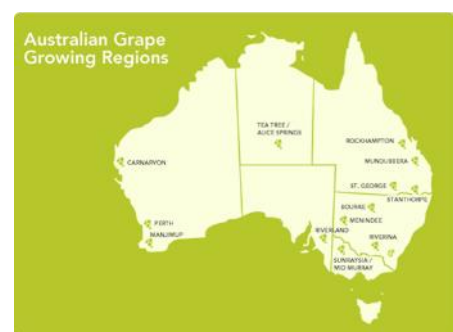 Australian Grape
Growing Regions
TEA TREE /
ALICE SPRINGS
ROCKHAMPTON
CARNARVON
MUNDUBBERA
ST. GEORGE
STANTHORPE
BOURKE
MENINDEE
PERTH
RIVERLAND
RIVERINA
MANJIMUP
SUNRAYSIA /
MID MURRAY